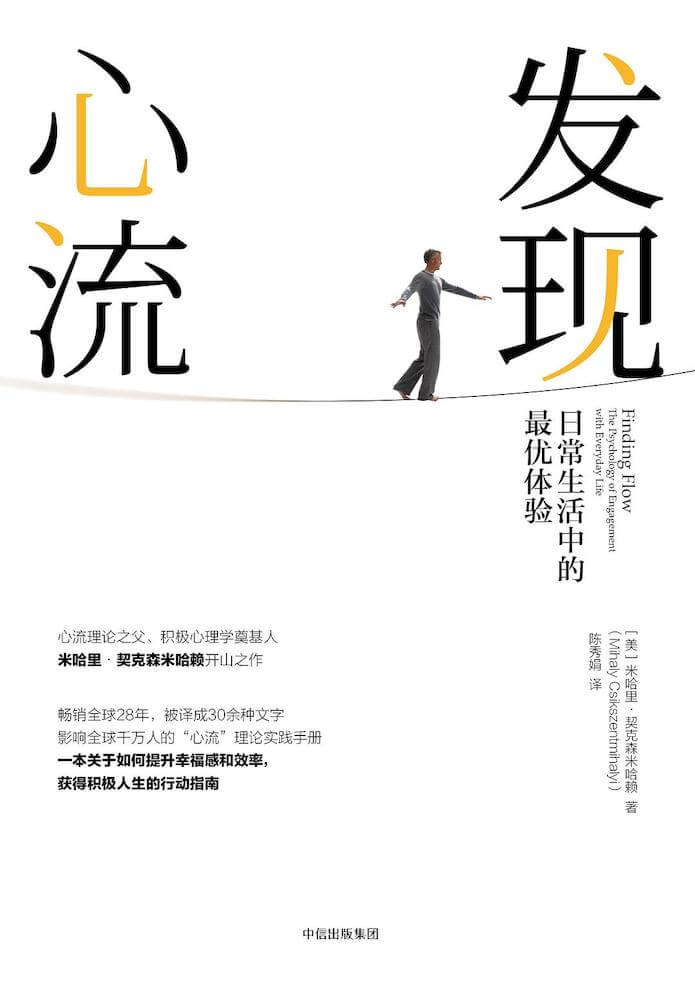 发现
心流
Finding Flow
The Psychology of Engagement
with Everyday Life
日常生活中的
最优体验
[美] 米哈里·契克森米哈赖 著
(Mihaly Csikszentmihalyi)
陈秀娟 译
心流理论之父、积极心理学奠基人
米哈里·契克森米哈赖开山之作
畅销全球28年，被译成30余种文字
影响全球千万人的“心流”理论实践手册
一本关于如何提升幸福感和效率，
获得积极人生的行动指南
中信出版集团